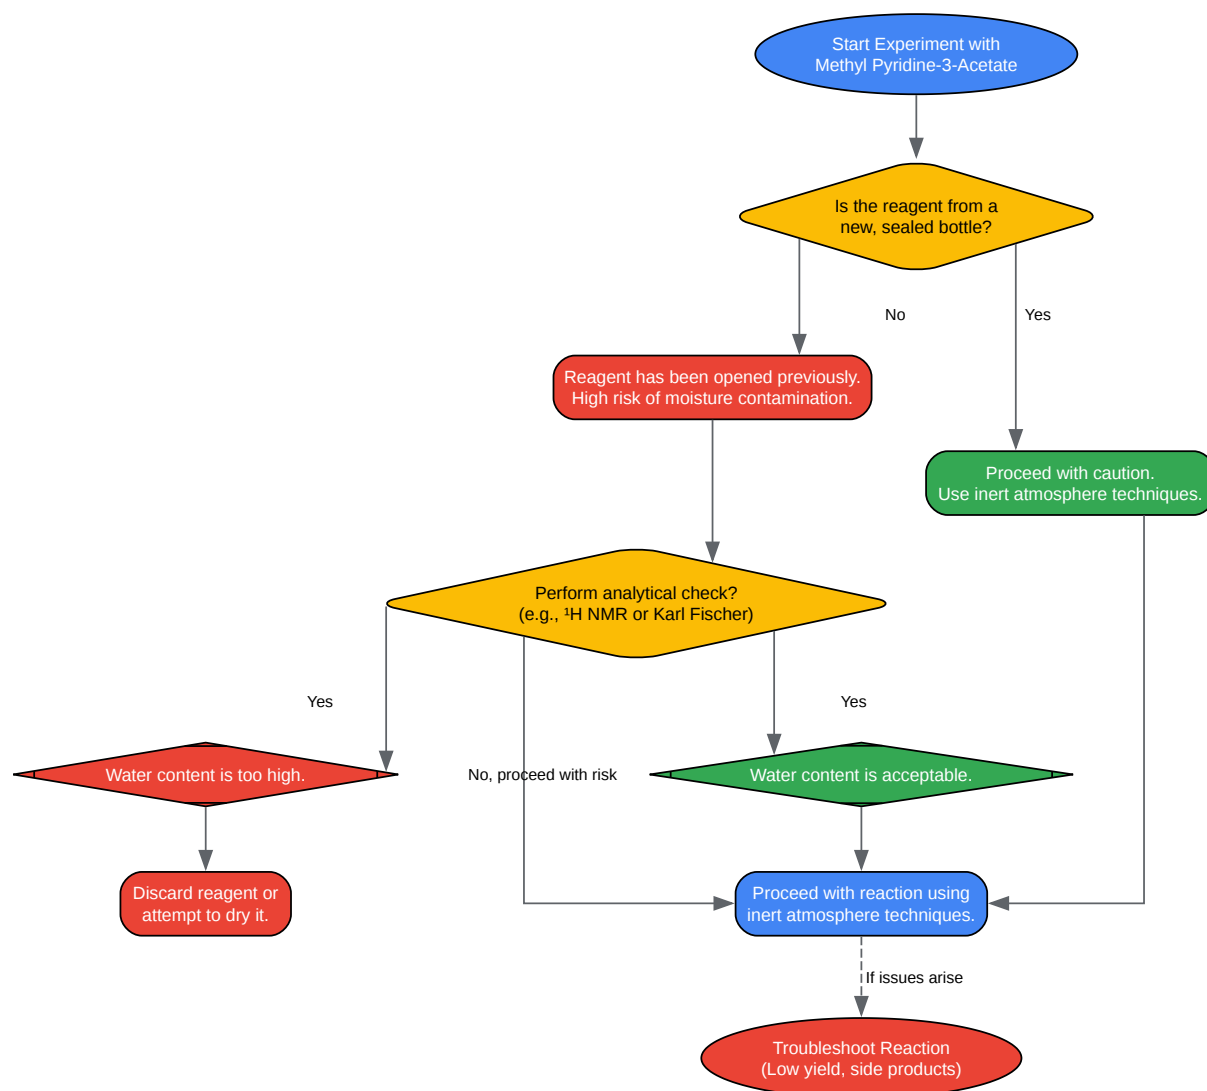 Start Experiment with
Methyl Pyridine-3-Acetate
Is the reagent from a
new, sealed bottle?
No
Yes
Reagent has been opened previously.
High risk of moisture contamination.
Proceed with caution.
Use inert atmosphere techniques.
Perform analytical check?
(e.g., ¹H NMR or Karl Fischer)
Yes
Yes
Water content is too high.
No, proceed with risk
Water content is acceptable.
Discard reagent or
attempt to dry it.
Proceed with reaction using
inert atmosphere techniques.
If issues arise
Troubleshoot Reaction
(Low yield, side products)